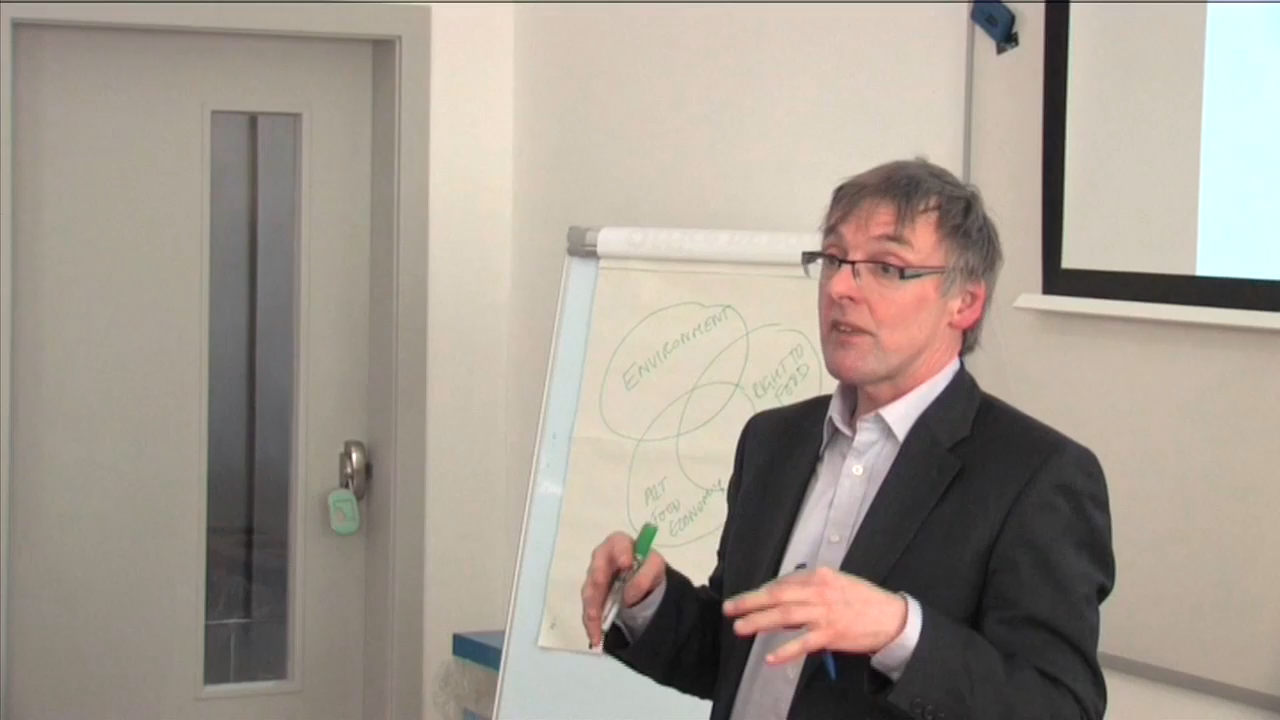 ENVIRONMENT
RIGHT TO
FOOD
ALT
FOOD
ECONOMY